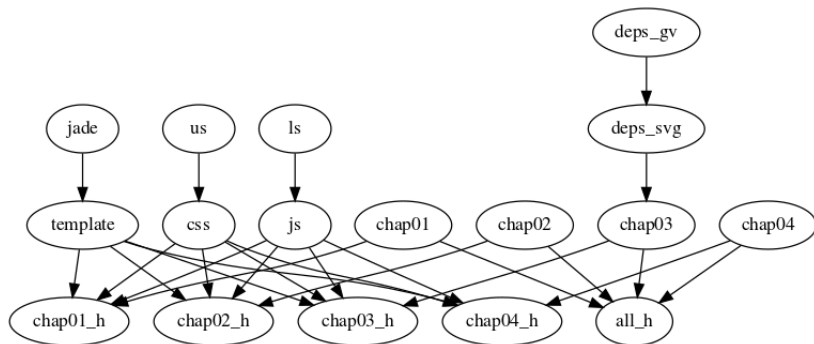 deps_gv
jade us ls deps_svg
template css js chap01 chap02 chap03 chap04
chap01_h chap02_h chap03_h chap04_h all_h